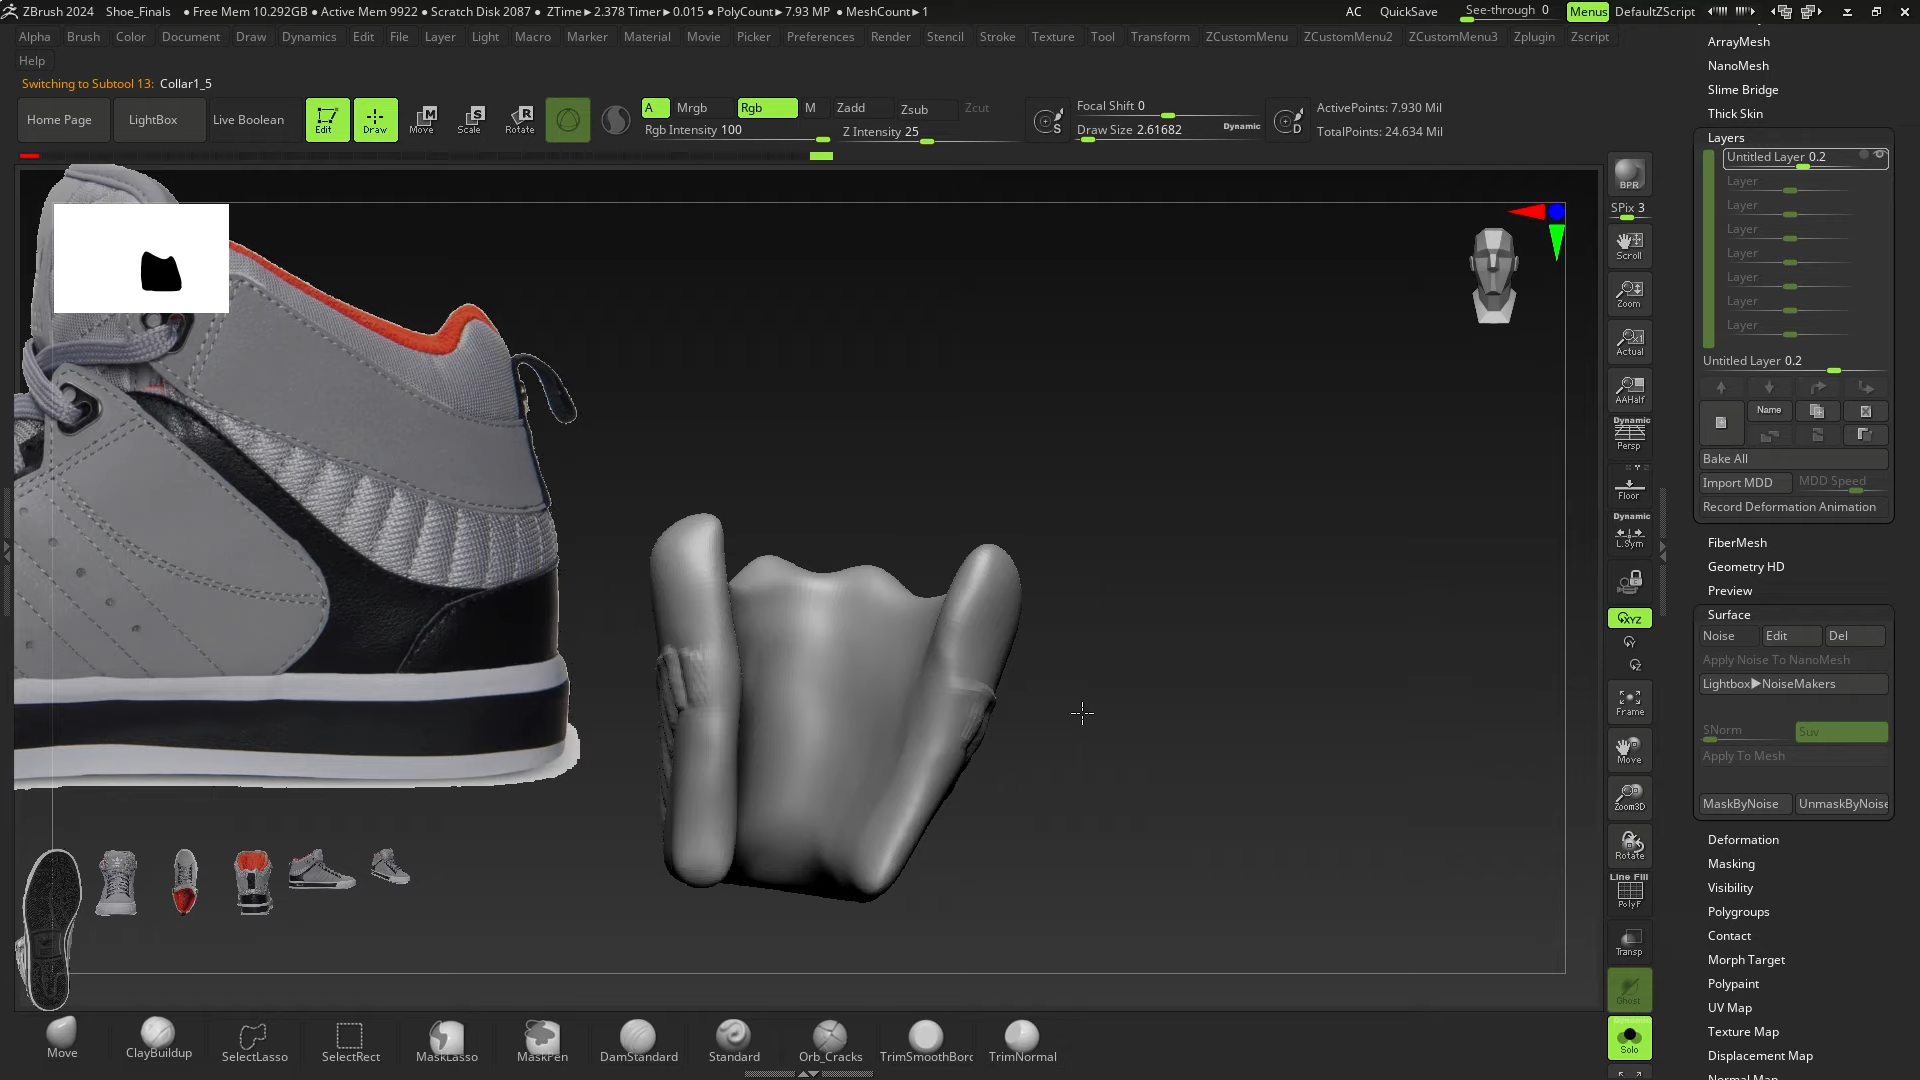 ZBrush 2024 Shoe_Finals ● Free Mem 10.292GB ● Active Mem 9922 ● Scratch Disk 2087 ● ZTime►2.378 Timer►0.015 ● PolyCount►7.93 MP ● MeshCount►1 AC QuickSave See-through 0 Menus DefaultZScript
Alpha Brush Color Document Draw Dynamics Edit File Layer Light Macro Marker Material Movie Picker Preferences Render Stencil Stroke Texture Tool Transform ZCustomMenu ZCustomMenu2 ZCustomMenu3 Zplugin Zscript
Help
Switching to Subtool 13: Collar1_5
Home Page LightBox Live Boolean Edit Draw Move Scale Rotate
A Mrgb Rgb M Zadd Zsub Zcut
Rgb Intensity 100 Z Intensity 25
S Focal Shift 0
Draw Size 2.61682 Dynamic D
ActivePoints: 7.930 Mil
TotalPoints: 24.634 Mil
BPR
SPix 3
Scroll
Zoom
Actual
AAHalf
Dynamic
Persp
Floor
Dynamic
L.Sym
XYZ
Y
Z
Frame
Move
Zoom3D
Rotate
Line Fill
PolyF
Transp
Ghost
Dynamic
Solo
ArrayMesh
NanoMesh
Slime Bridge
Thick Skin
Layers
Untitled Layer 0.2
Layer
Layer
Layer
Layer
Layer
Layer
Layer
Untitled Layer 0.2
Name
Bake All
Import MDD MDD Speed
Record Deformation Animation
FiberMesh
Geometry HD
Preview
Surface
Noise Edit Del
Apply Noise To NanoMesh
Lightbox►NoiseMakers
SNorm Suv
Apply To Mesh
MaskByNoise UnmaskByNoise
Deformation
Masking
Visibility
Polygroups
Contact
Morph Target
Polypaint
UV Map
Texture Map
Displacement Map
Normal Map
Move ClayBuildup SelectLasso SelectRect MaskLasso MaskPen DamStandard Standard Orb_Cracks TrimSmoothBord TrimNormal